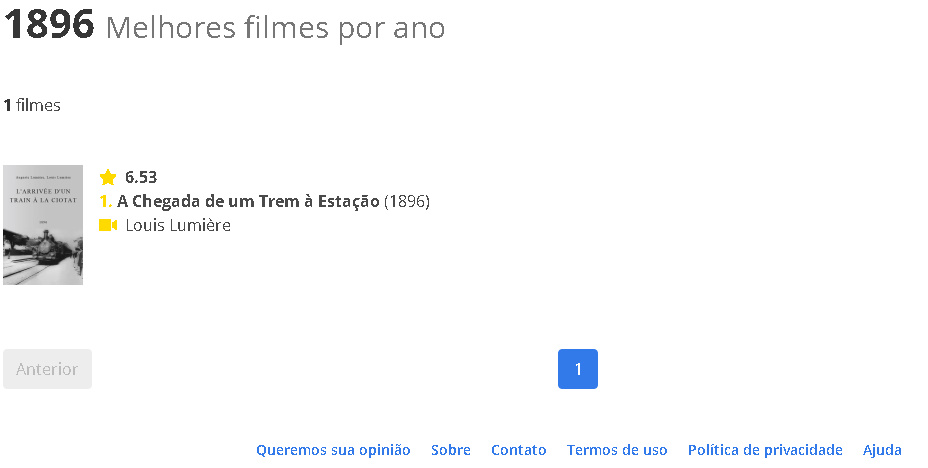 1896 Melhores filmes por ano
1 filmes
6.53
1. A Chegada de um Trem à Estação (1896)
Louis Lumière
Auguste Lumière, Louis Lumière
L'ARRIVÉE D'UN
TRAIN À LA CIOTAT
Anterior
1
Queremos sua opinião Sobre Contato Termos de uso Política de privacidade Ajuda